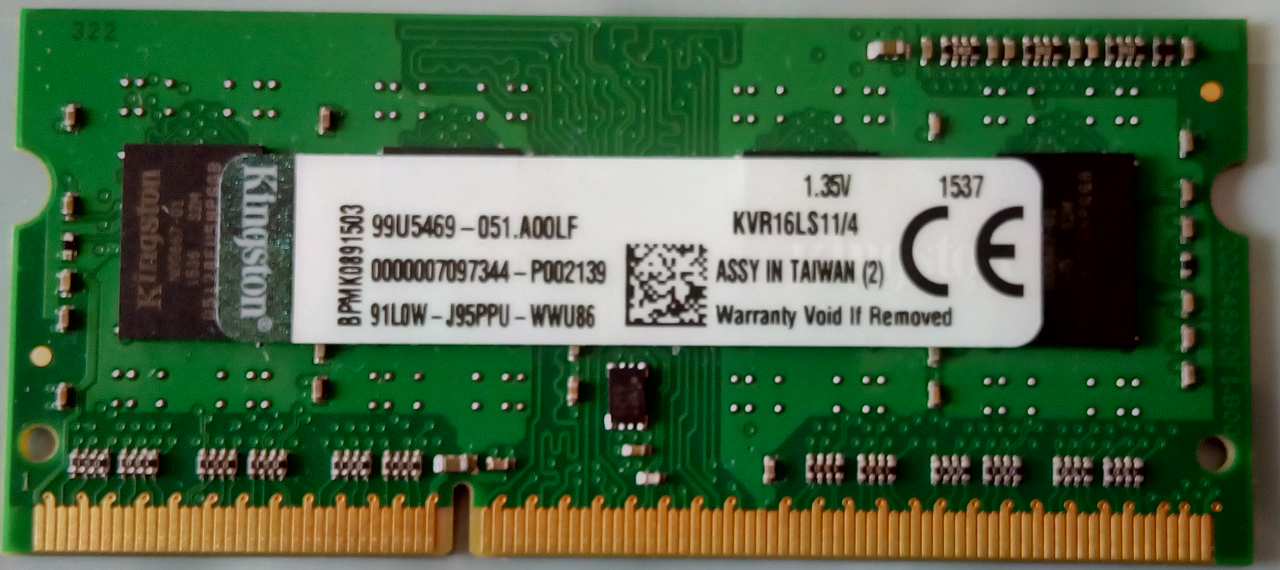 322
Kingston
Kingston®
BPMK0891503
1.35V 1537
99U5469-051.A00LF KVR16LS11/4
0000007097344-P002139 ASSY IN TAIWAN (2)
91L0W-J95PPU-WWU86 Warranty Void If Removed
CE
1